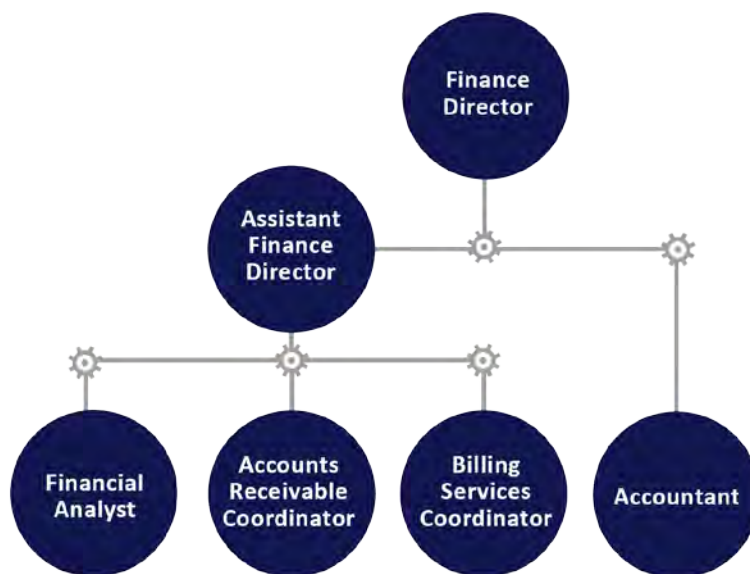 Finance
Director
Assistant
Finance
Director
Financial
Analyst
Accounts
Receivable
Coordinator
Billing
Services
Coordinator
Accountant